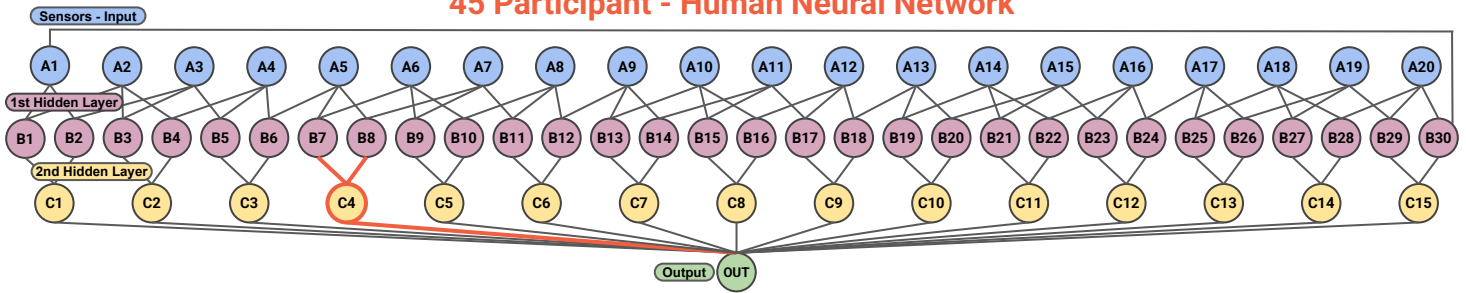 45 Participant - Human Neural Network
Sensors - Input
A1 A2 A3 A4 A5 A6 A7 A8 A9 A10 A11 A12 A13 A14 A15 A16 A17 A18 A19 A20
1st Hidden Layer
B1 B2 B3 B4 B5 B6 B7 B8 B9 B10 B11 B12 B13 B14 B15 B16 B17 B18 B19 B20 B21 B22 B23 B24 B25 B26 B27 B28 B29 B30
2nd Hidden Layer
C1 C2 C3 C4 C5 C6 C7 C8 C9 C10 C11 C12 C13 C14 C15
Output OUT